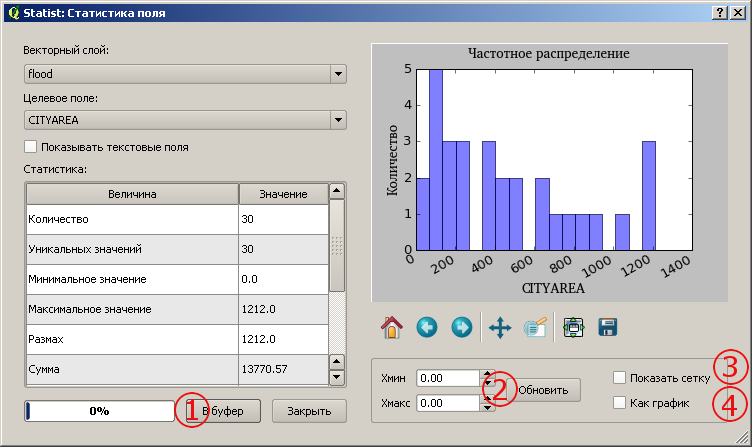 Statist: Статистика поля
Векторный слой:
flood
Целевое поле:
CITYAREA
Показывать текстовые поля
Статистика:
Величина Значение
Количество 30
Уникальных значений 30
Минимальное значение 0.0
Максимальное значение 1212.0
Размах 1212.0
Сумма 13770.57
0%
1
В буфер
Закрыть
Частотное распределение
Количество
5
4
3
2
1
0
0 200 400 600 800 1000 1200 1400
CITYAREA
Xмин 0.00
Xмакс 0.00
2
Обновить
Показать сетку
3
Как график
4